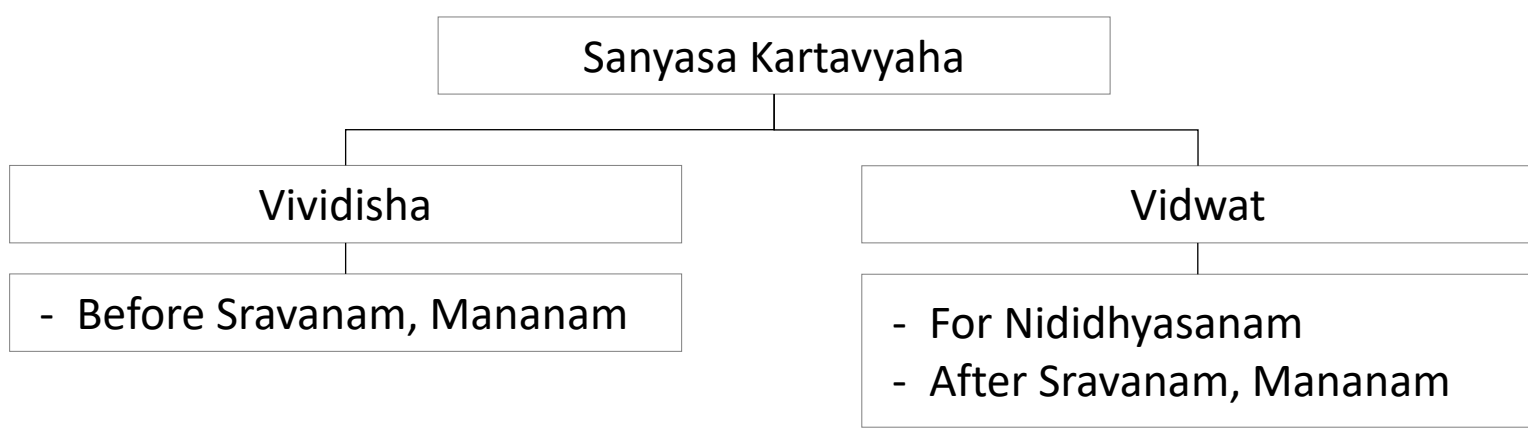 Sanyasa Kartavyaha
Vividisha
Vidwat
- Before Sravanam, Mananam
- For Nididhyasanam
- After Sravanam, Mananam